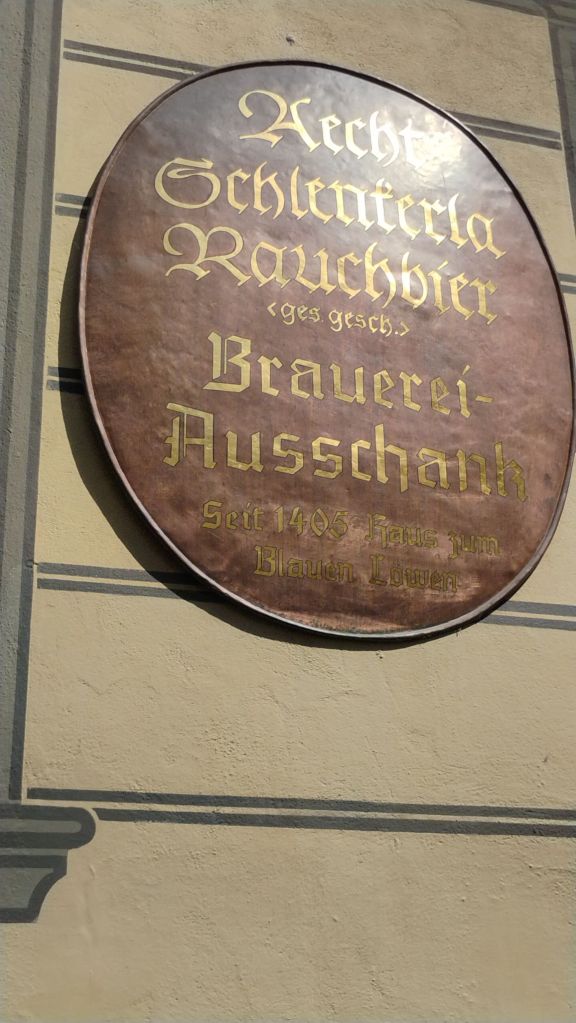 Aecht
Schlenkerla
Rauchbier
<ges. gesch.>
Brauerei-
Ausschank
Seit 1405 Haus zum
Blauen Löwen